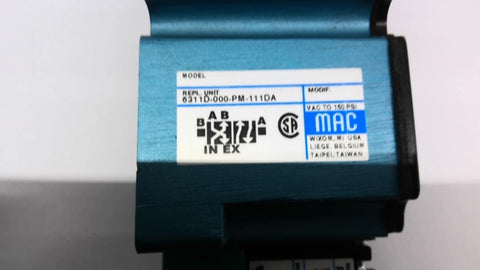 MODEL
REPL. UNIT
6311D-000-PM-111DA
MODIF.
VAC TO 150 PSI
A B
B A
IN EX
MAC
WIXOM, MI. USA
LIEGE, BELGIUM
TAIPEI, TAIWAN